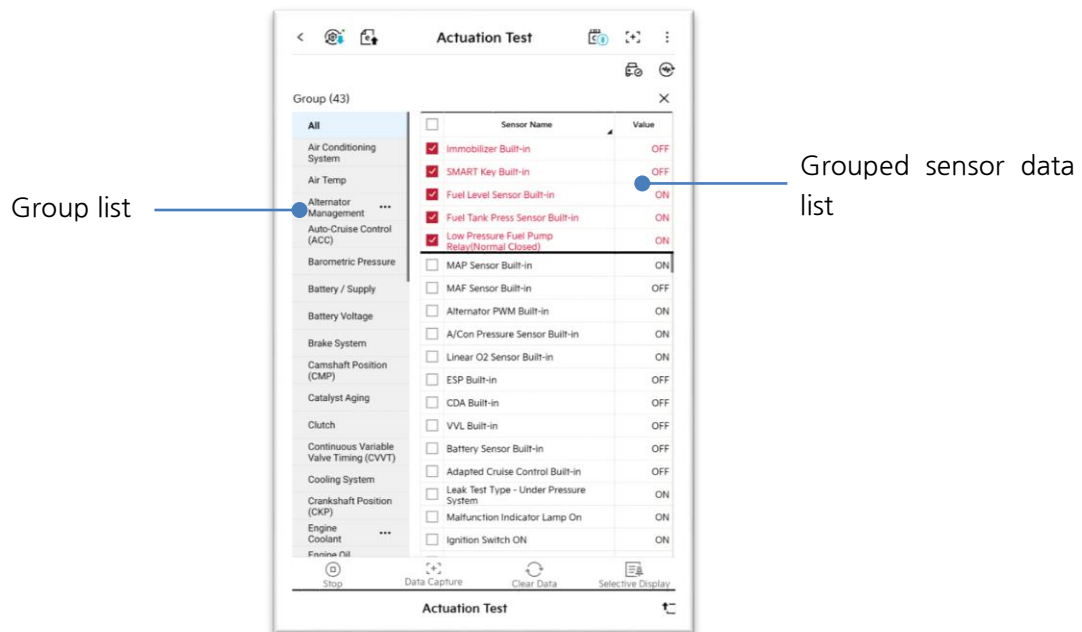 Actuation Test
Group (43)
All
Air Conditioning
System
Air Temp
Alternator
Management
Auto-Cruise Control
(ACC)
Barometric Pressure
Battery / Supply
Battery Voltage
Brake System
Camshaft Position
(CMP)
Catalyst Aging
Clutch
Continuous Variable
Valve Timing (CVVT)
Cooling System
Crankshaft Position
(CKP)
Engine
Coolant
Engine Oil
Sensor Name Value
Immobilizer Built-in OFF
SMART Key Built-in OFF
Fuel Level Sensor Built-in ON
Fuel Tank Press Sensor Built-in ON
Low Pressure Fuel Pump
Relay(Normal Closed) ON
MAP Sensor Built-in ON
MAF Sensor Built-in OFF
Alternator PWM Built-in ON
A/Con Pressure Sensor Built-in ON
Linear O2 Sensor Built-in ON
ESP Built-in OFF
CDA Built-in OFF
VVL Built-in OFF
Battery Sensor Built-in OFF
Adapted Cruise Control Built-in OFF
Leak Test Type - Under Pressure
System ON
Malfunction Indicator Lamp On ON
Ignition Switch ON ON
Stop Data Capture Clear Data Selective Display
Actuation Test
Group list
Grouped sensor data
list